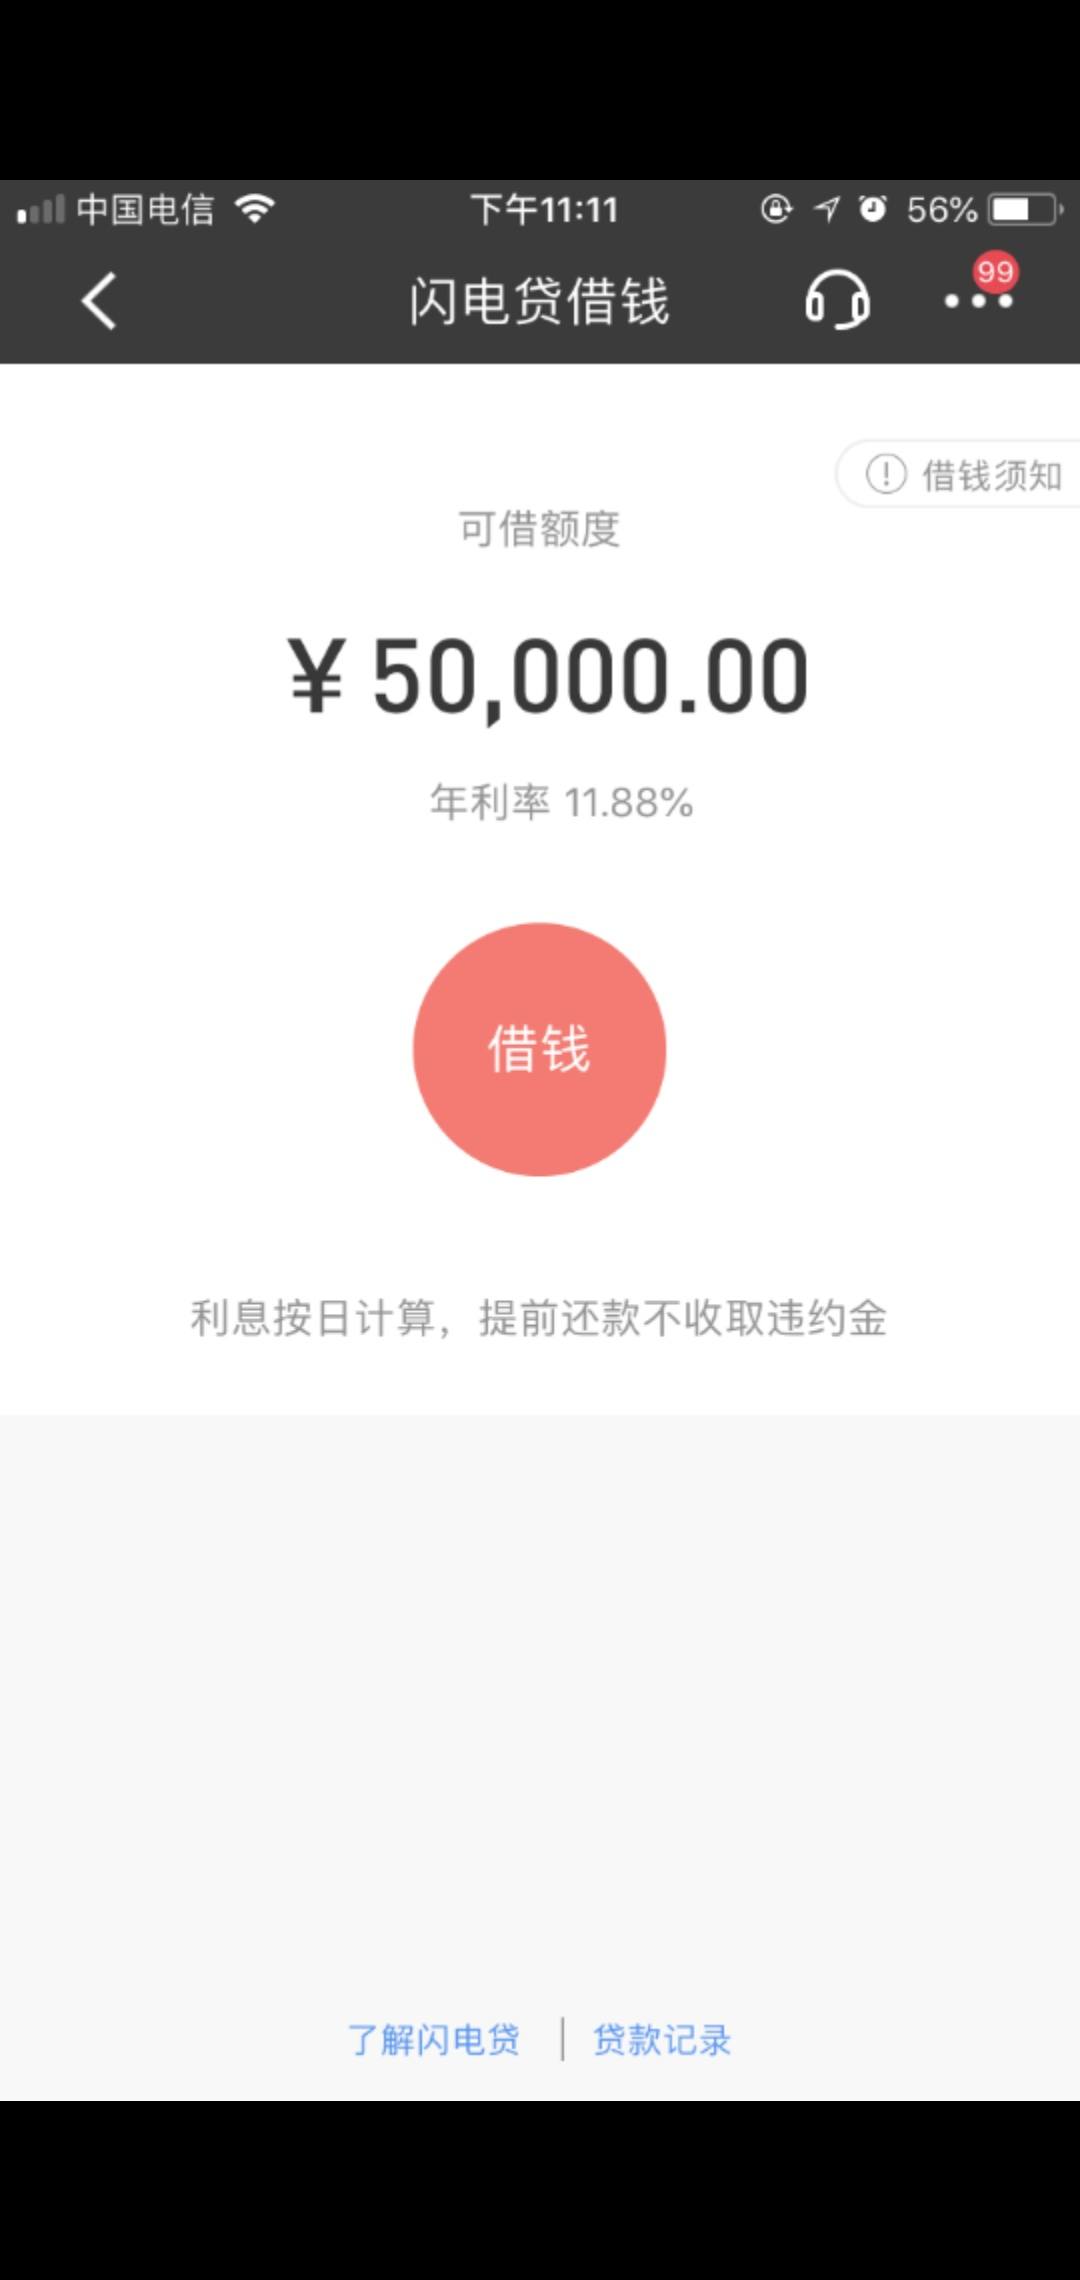 中国电信 下午11:11 56%
闪电贷借钱 99
借钱须知
可借额度
¥50,000.00
年利率 11.88%
借钱
利息按日计算，提前还款不收取违约金
了解闪电贷 | 贷款记录